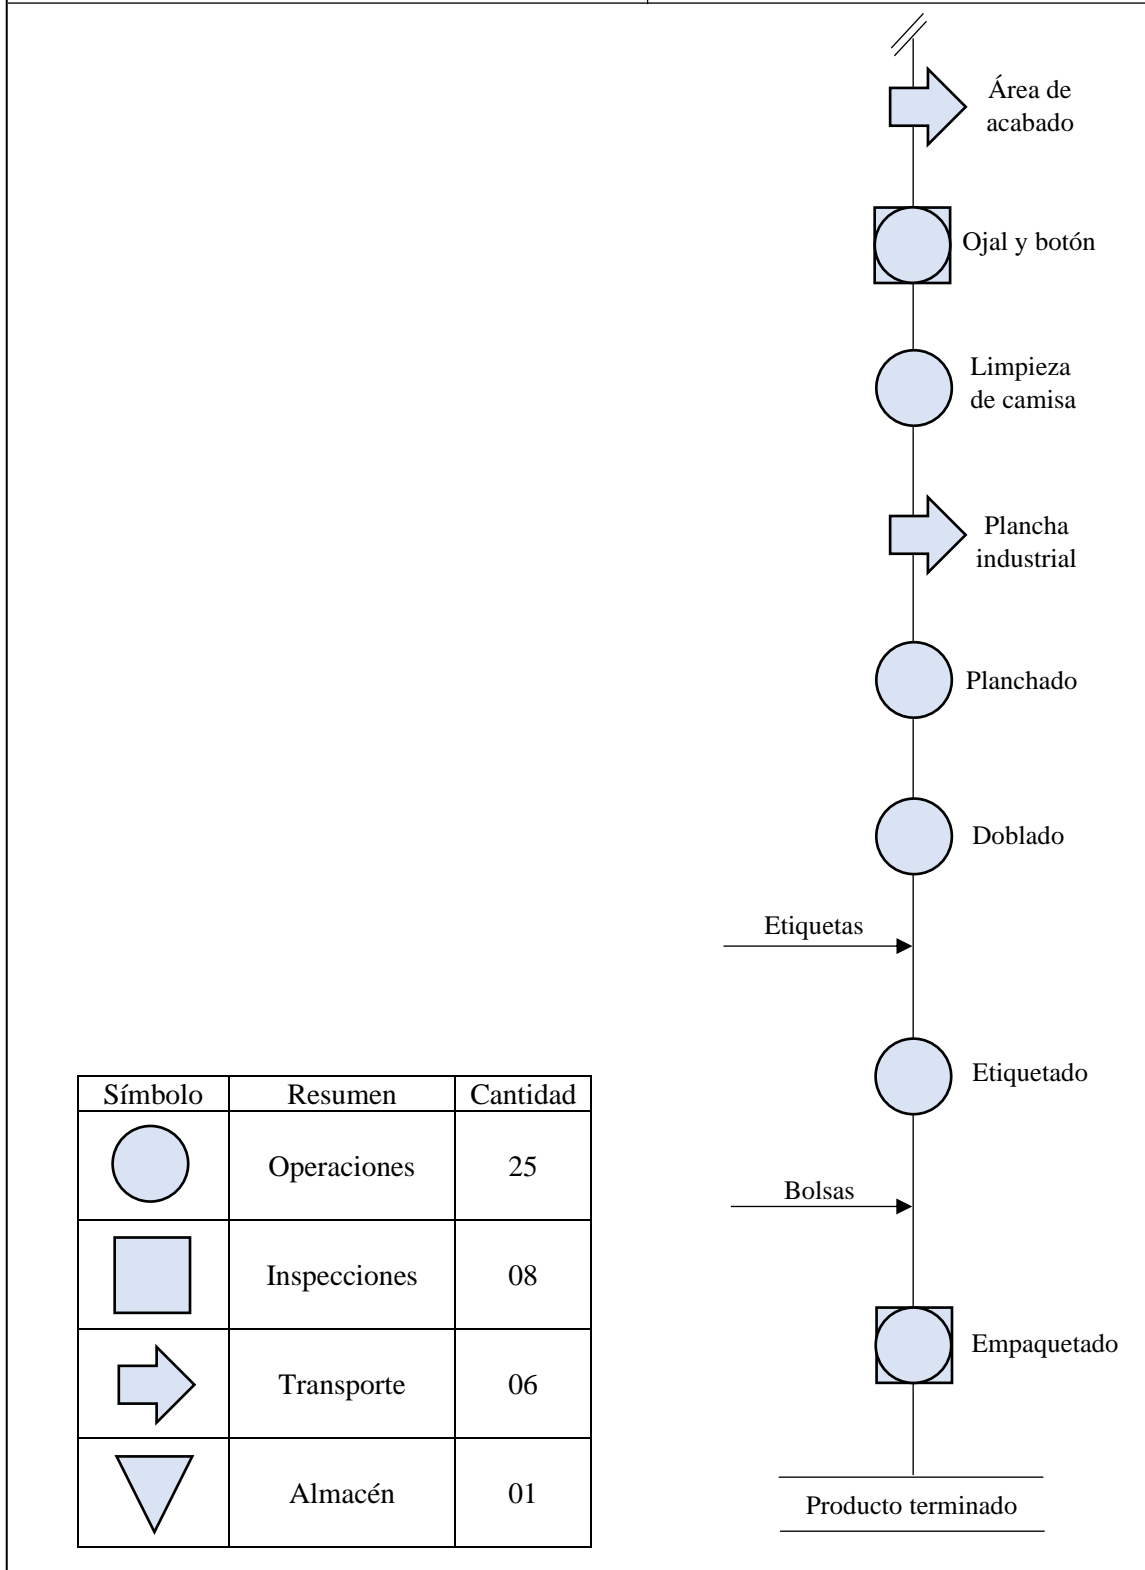 Área de
acabado
Ojal y botón
Limpieza
de camisa
Plancha
industrial
Planchado
Doblado
Etiquetas
Etiquetado
Bolsas
Empaquetado
Producto terminado
Símbolo Resumen Cantidad
Operaciones 25
Inspecciones 08
Transporte 06
Almacén 01